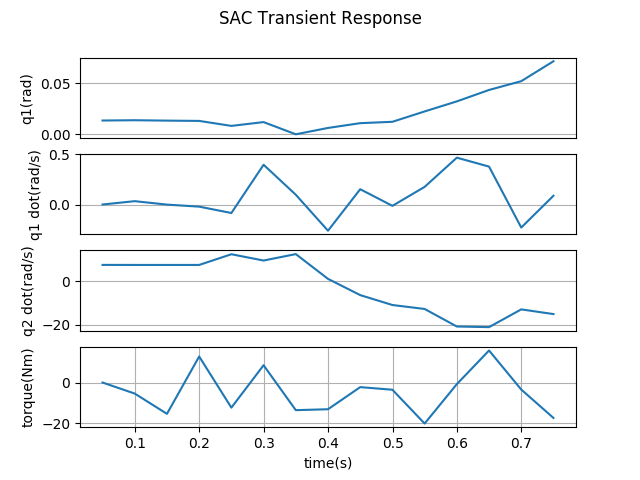 SAC Transient Response
q1(rad)
0.05
0.00
q1 dot(rad/s)
0.5
0.0
q2 dot(rad/s)
0
−20
torque(Nm)
0
−20
0.1 0.2 0.3 0.4 0.5 0.6 0.7
time(s)